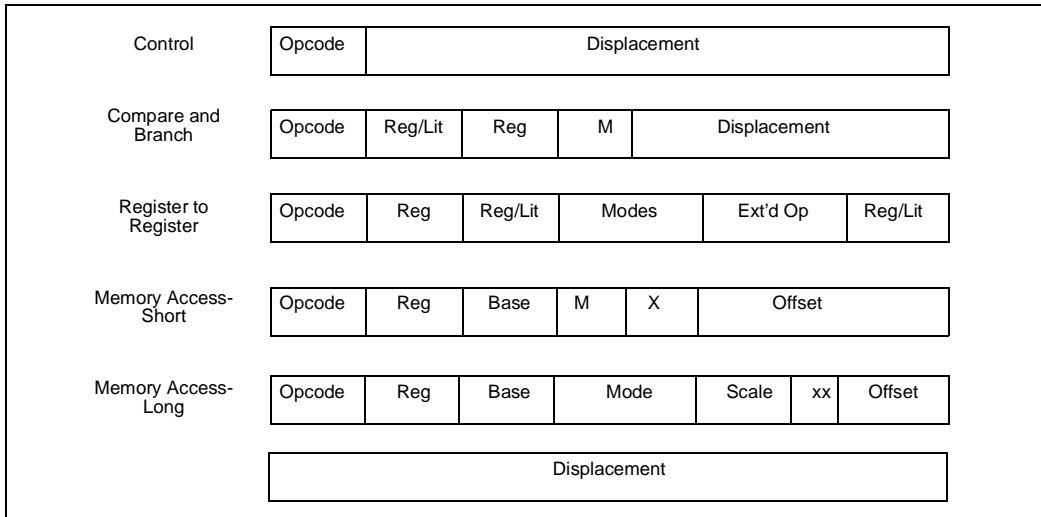 Control Opcode Displacement
Compare and
Branch
Opcode Reg/Lit Reg M Displacement
Register to
Register
Opcode Reg Reg/Lit Modes Ext'd Op Reg/Lit
Memory Access-
Short
Opcode Reg Base M X Offset
Memory Access-
Long
Opcode Reg Base Mode Scale xx Offset
Displacement